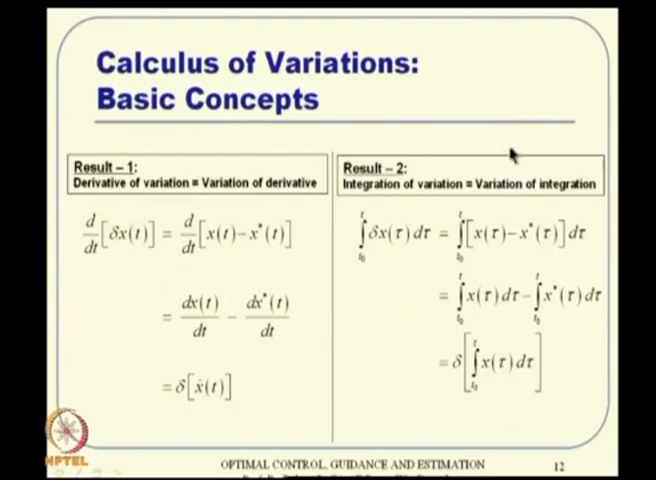 Calculus of Variations:
Basic Concepts
Result – 1:
Derivative of variation = Variation of derivative
d/dt [δx(t)] = d/dt [x(t) − x*(t)]
= dx(t)/dt − dx*(t)/dt
= δ[ẋ(t)]
Result – 2:
Integration of variation = Variation of integration
∫_{t₀}^{t} δx(τ)dτ = ∫_{t₀}^{t} [x(τ) − x*(τ)]dτ
= ∫_{t₀}^{t} x(τ)dτ − ∫_{t₀}^{t} x*(τ)dτ
= δ[∫_{t₀}^{t} x(τ)dτ]
NPTEL
OPTIMAL CONTROL, GUIDANCE AND ESTIMATION
12